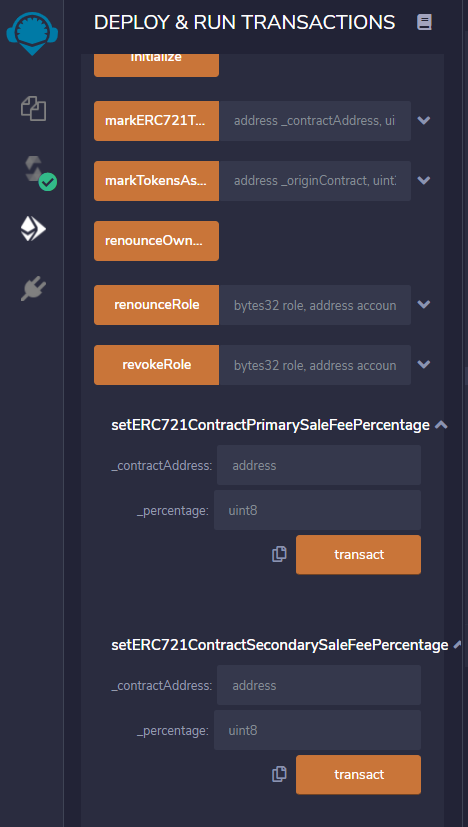 DEPLOY & RUN TRANSACTIONS
Initialize
markERC721T... address _contractAddress, ui
markTokensAs... address _originContract, uint2
renounceOwn...
renounceRole bytes32 role, address accoun
revokeRole bytes32 role, address accoun
setERC721ContractPrimarySaleFeePercentage
_contractAddress: address
_percentage: uint8
transact
setERC721ContractSecondarySaleFeePercentage
_contractAddress: address
_percentage: uint8
transact